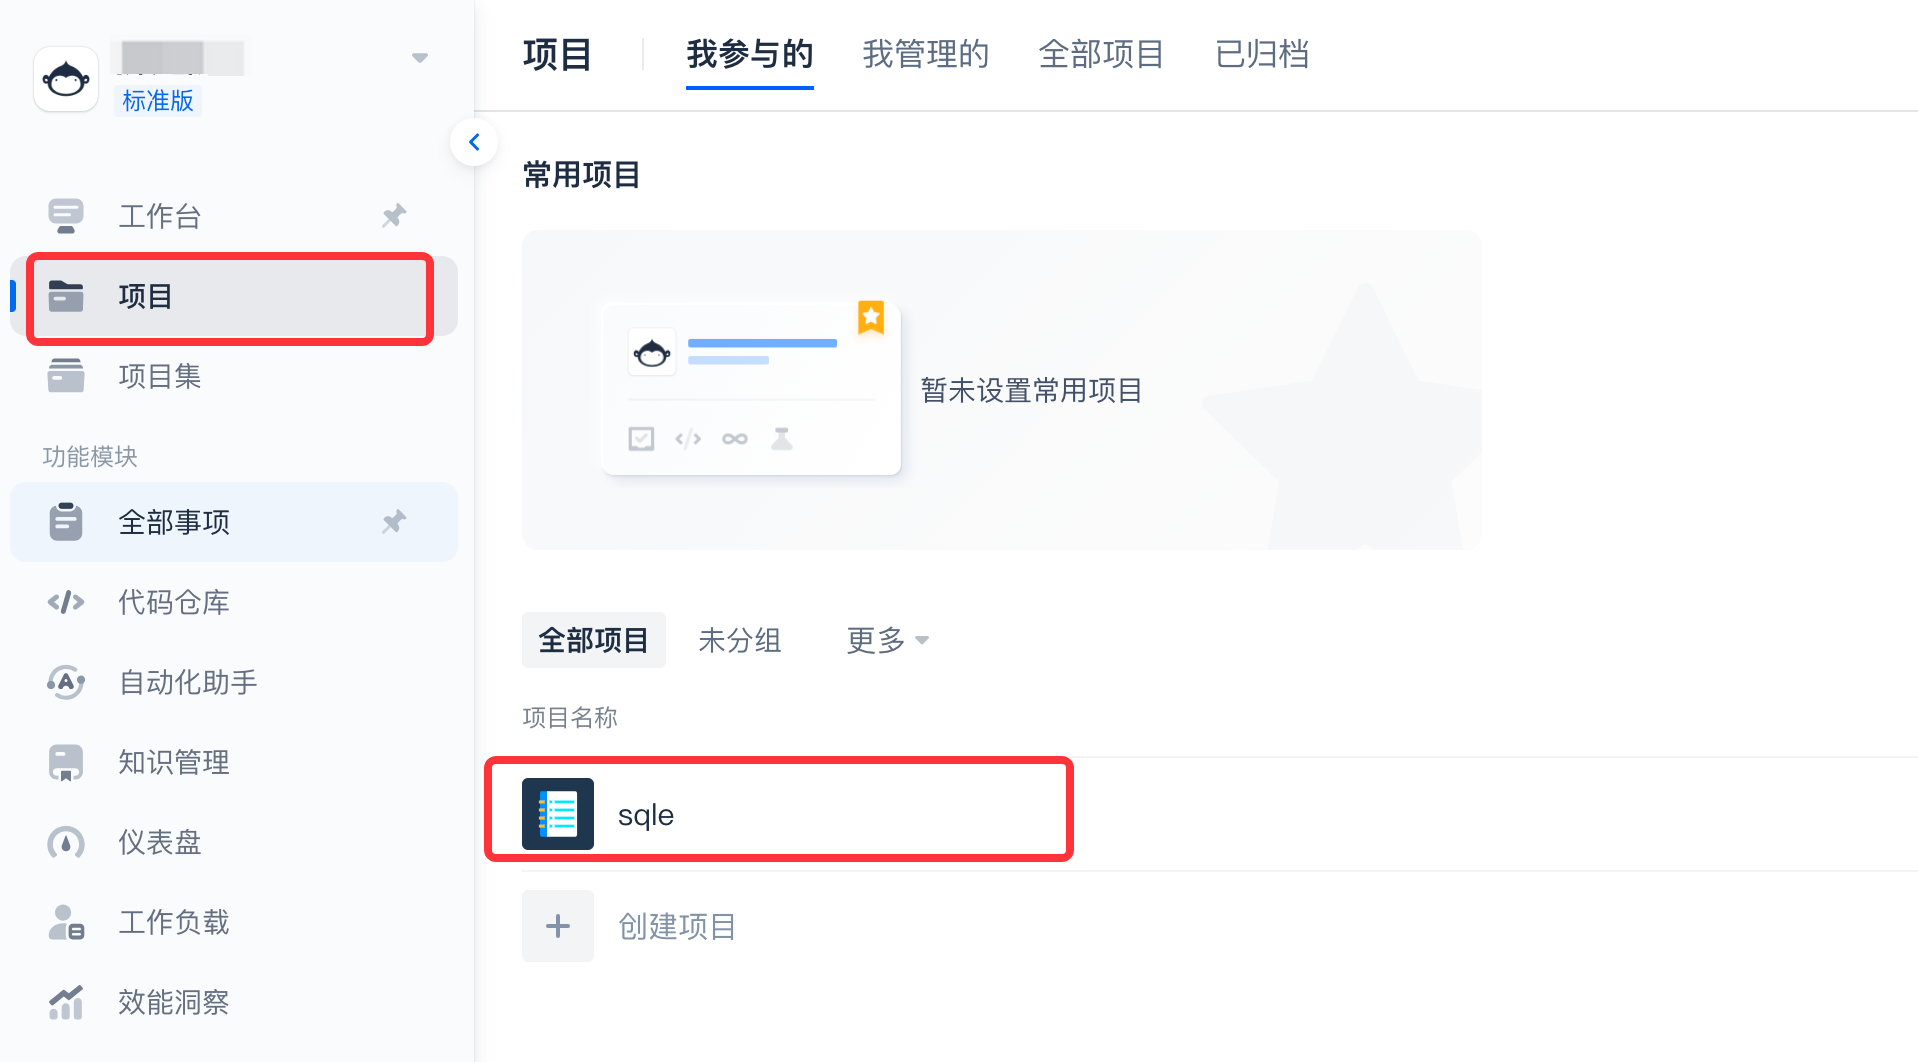 标准版
工作台
项目
项目集
功能模块
全部事项
代码仓库
自动化助手
知识管理
仪表盘
工作负载
效能洞察
项目 我参与的 我管理的 全部项目 已归档
常用项目
暂未设置常用项目
全部项目 未分组 更多
项目名称
sqle
创建项目